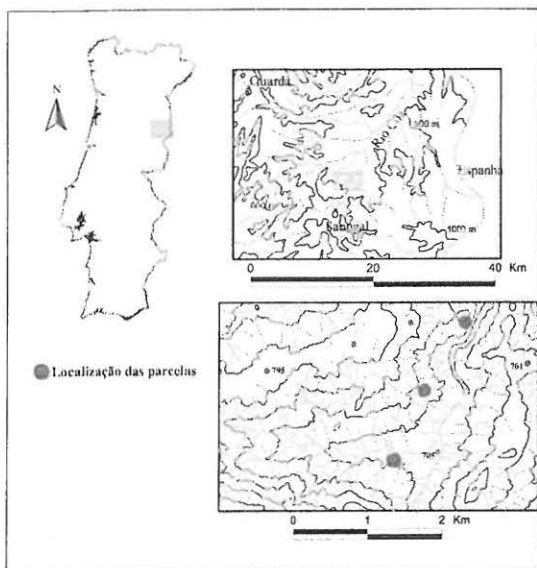 N
Guarda
Rio Côa
1000 m
Espanha
Sabugal
1000 m
0 20 40 Km
Localização das parcelas
795
761
0 1 2 Km